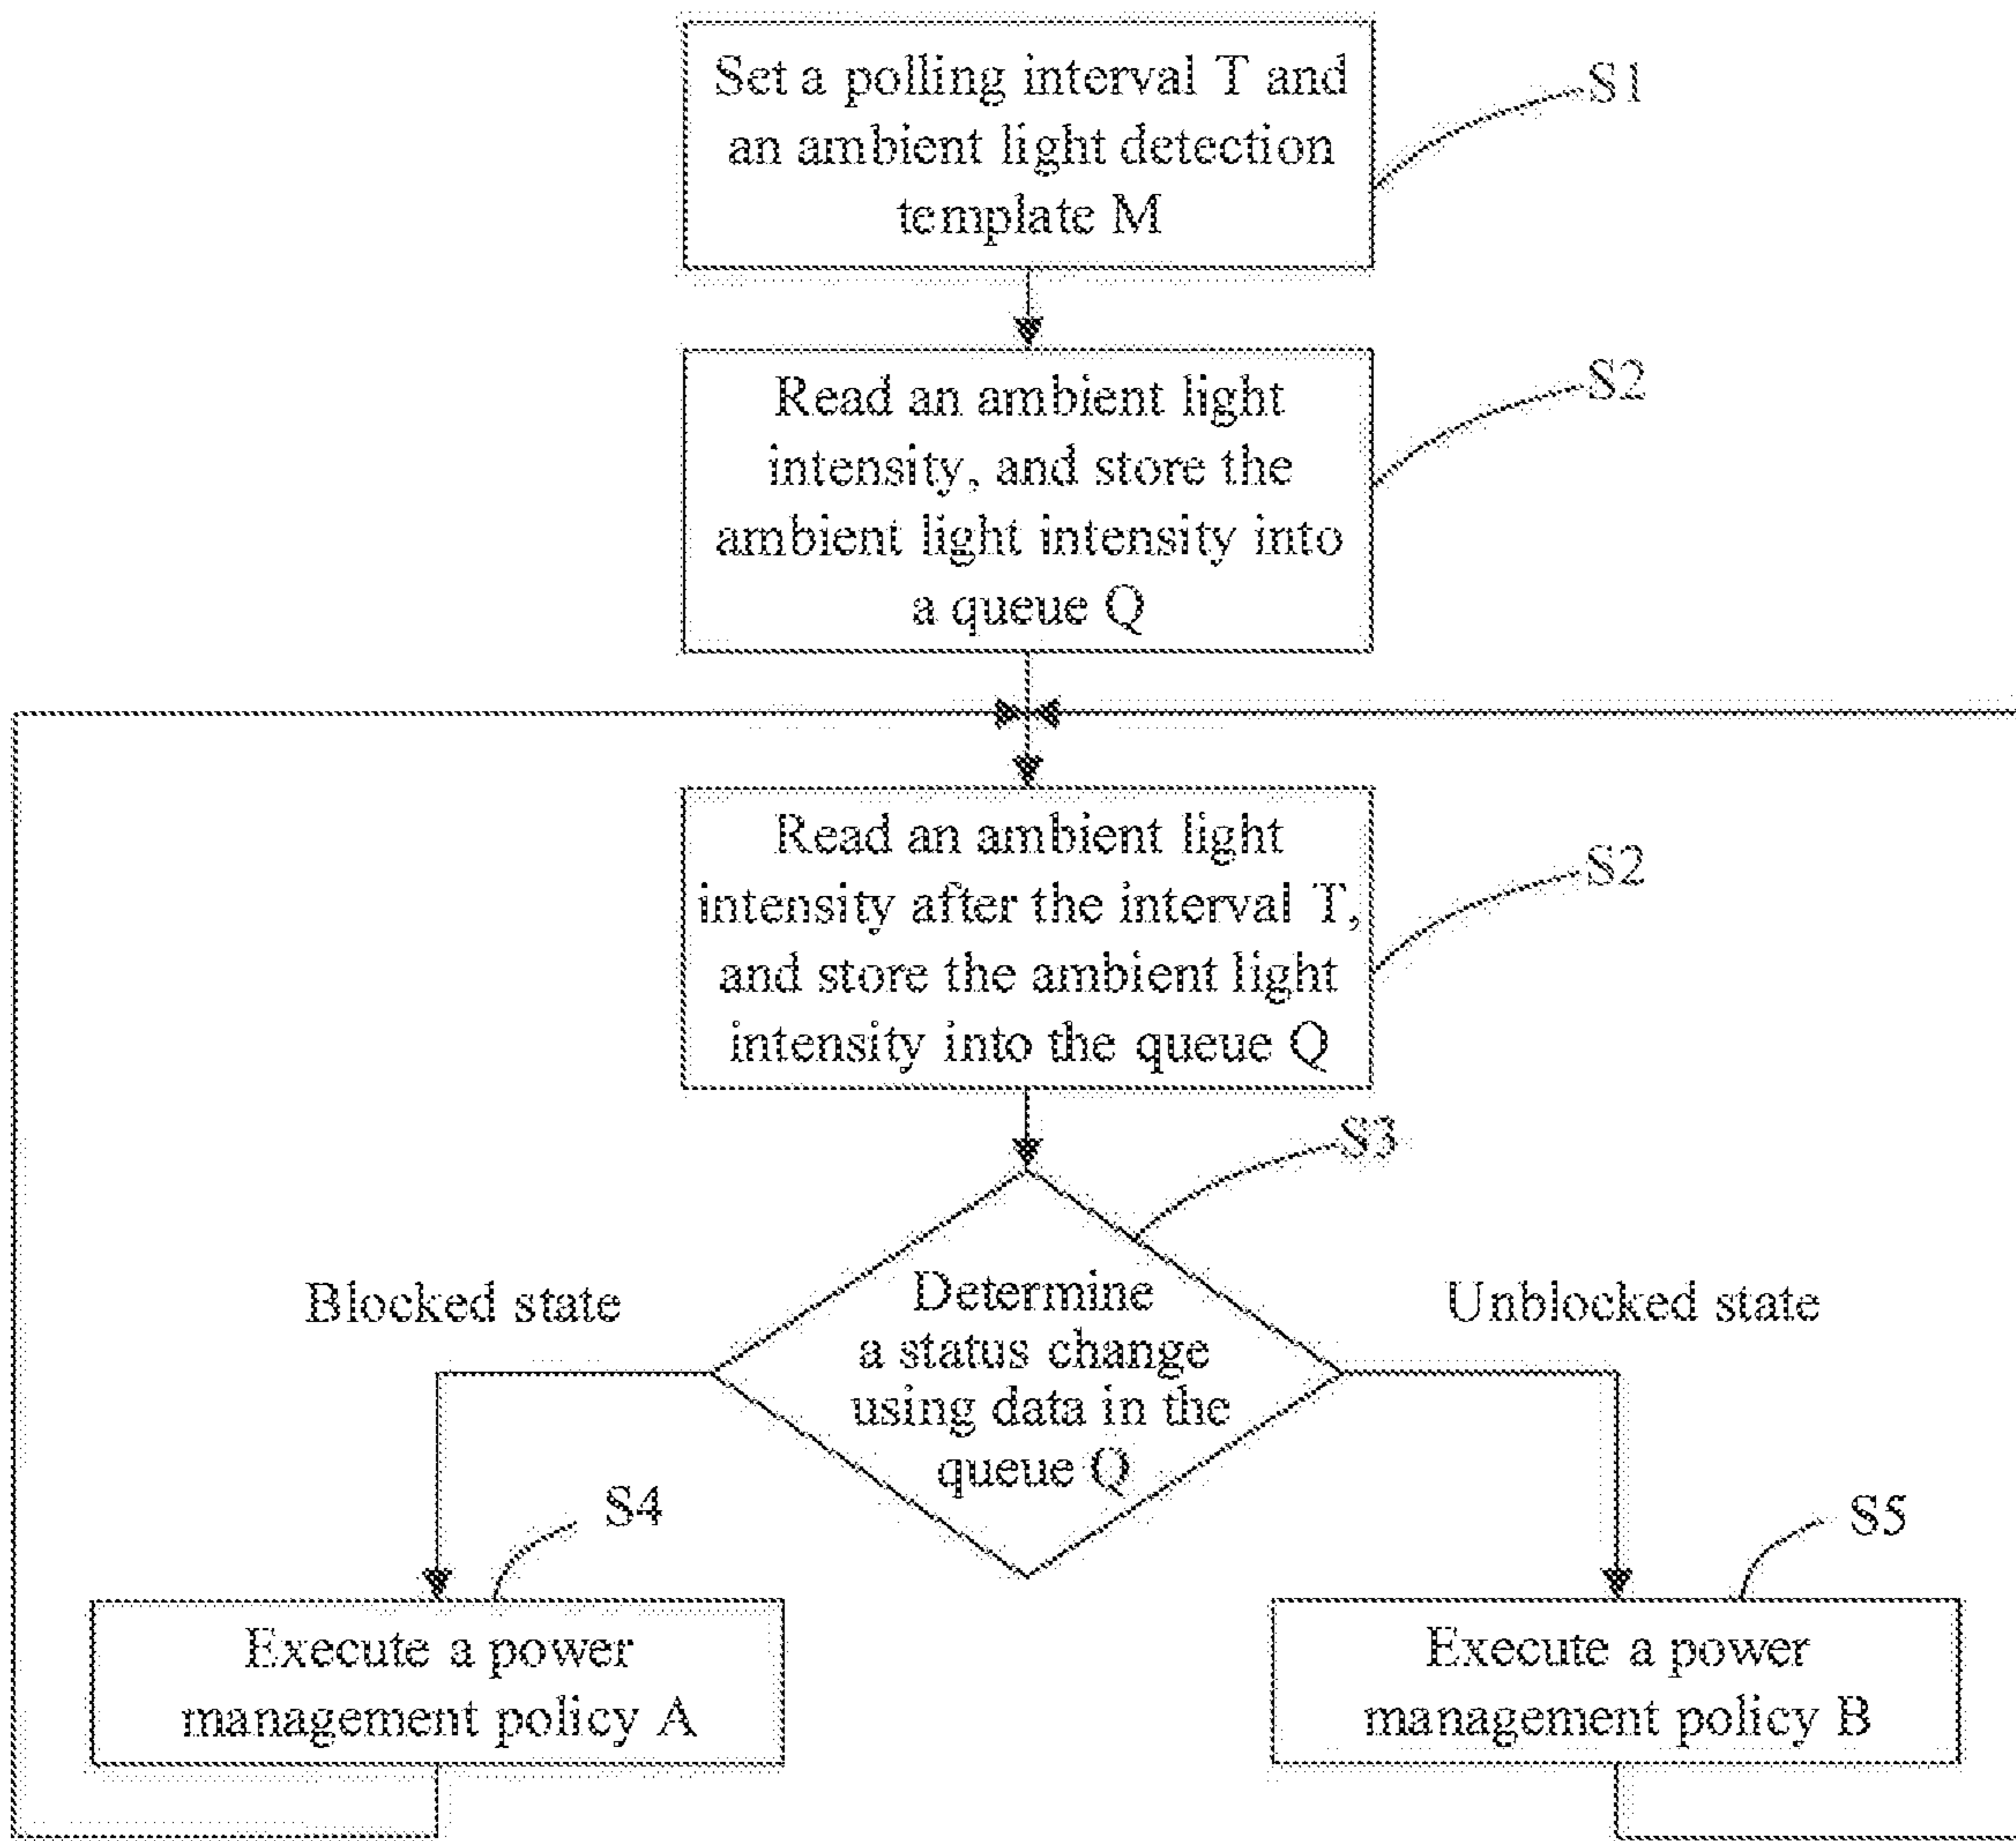 Set a polling interval T and
an ambient light detection
template M
S1
Read an ambient light
intensity, and store the
ambient light intensity into
a queue Q
S2
Read an ambient light
intensity after the interval T,
and store the ambient light
intensity into the queue Q
S2
S3
Determine
a status change
using data in the
queue Q
Blocked state
Unblocked state
S4
S5
Execute a power
management policy A
Execute a power
management policy B